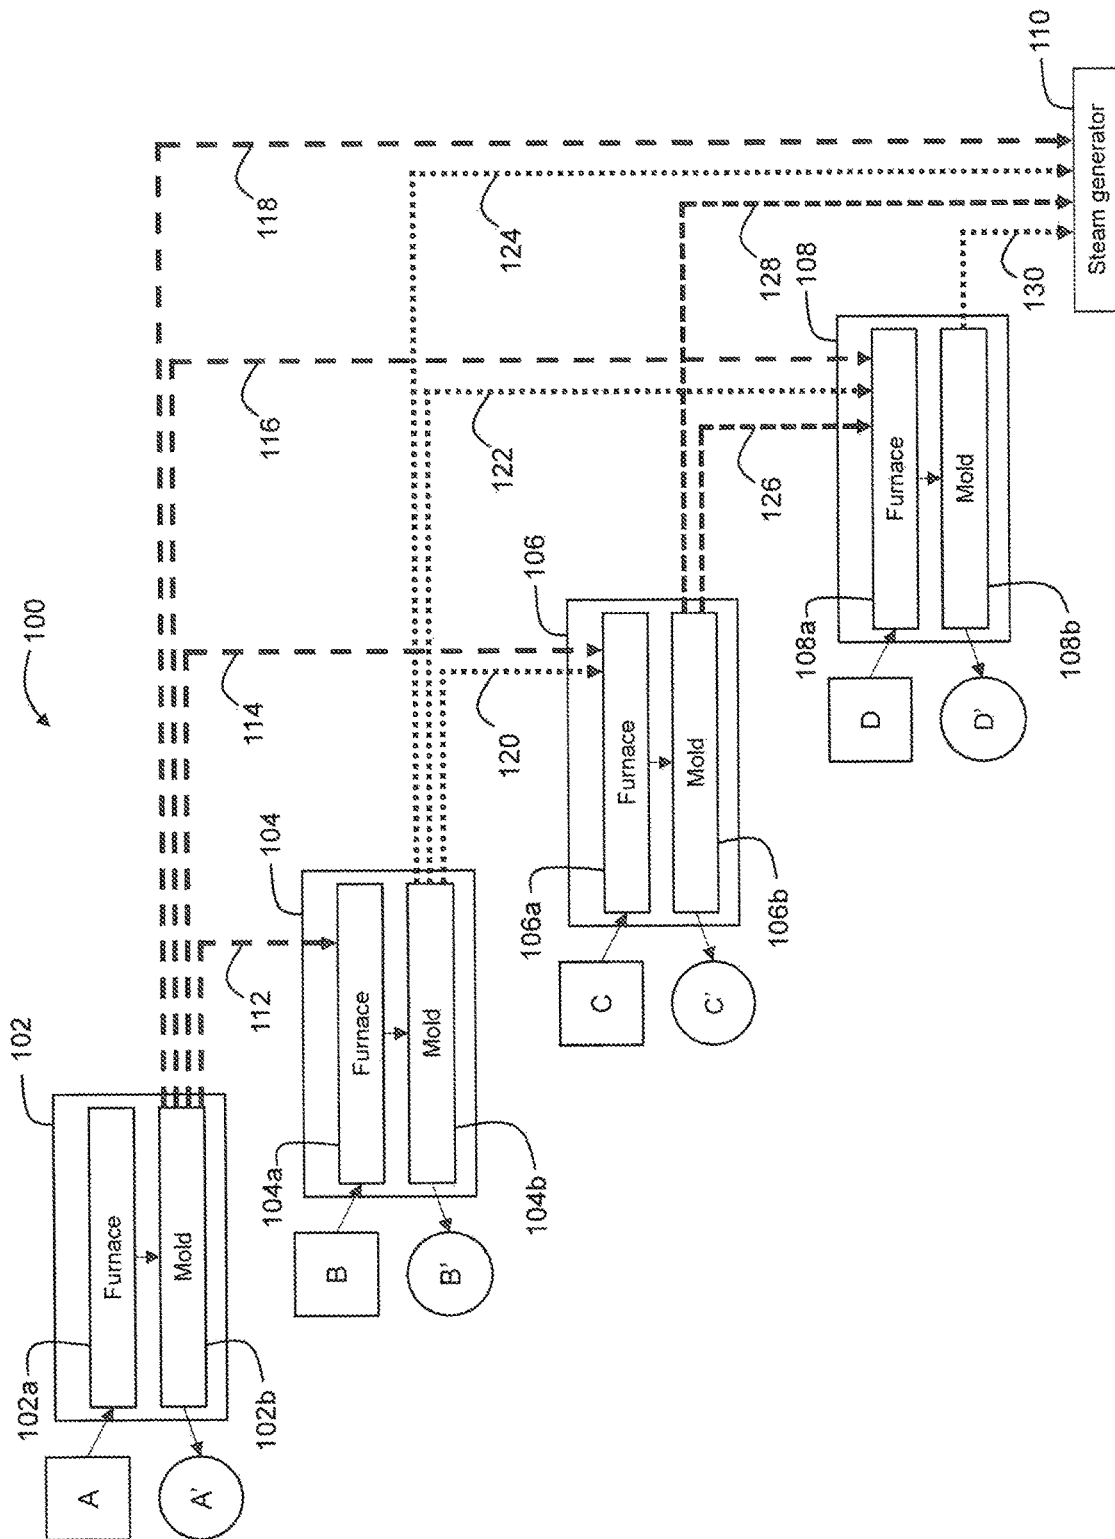 100
102
102a
Furnace
Mold
102b
A
A'
112
114
116
118
104
104a
Furnace
Mold
104b
B
B'
120
122
124
106
106a
Furnace
Mold
106b
C
C'
126
128
108
108a
Furnace
Mold
108b
D
D'
130
110
Steam generator